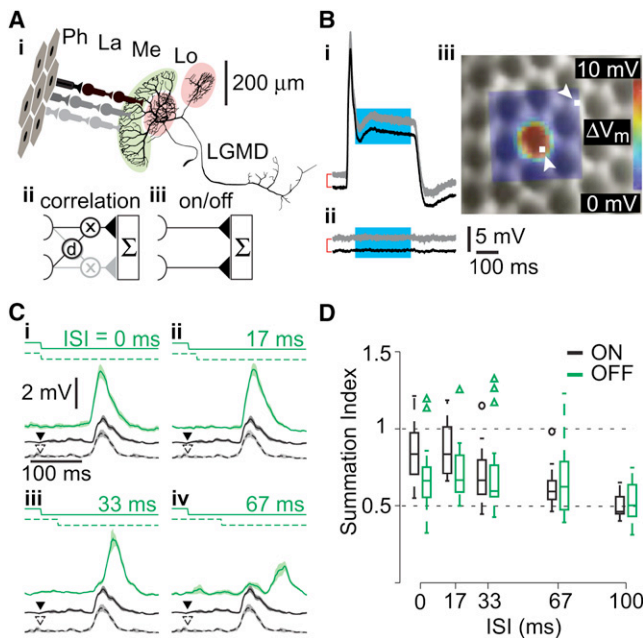 A
i
Ph
La
Me
Lo
200 µm
LGMD
ii
correlation
d
x
x
Σ
iii
on/off
Σ
B
i
ii
5 mV
100 ms
iii
10 mV
ΔVm
0 mV
C
i
ISI = 0 ms
2 mV
100 ms
ii
17 ms
iii
33 ms
iv
67 ms
D
ON
OFF
Summation Index
1.5
1
0.5
0
17
33
67
100
ISI (ms)